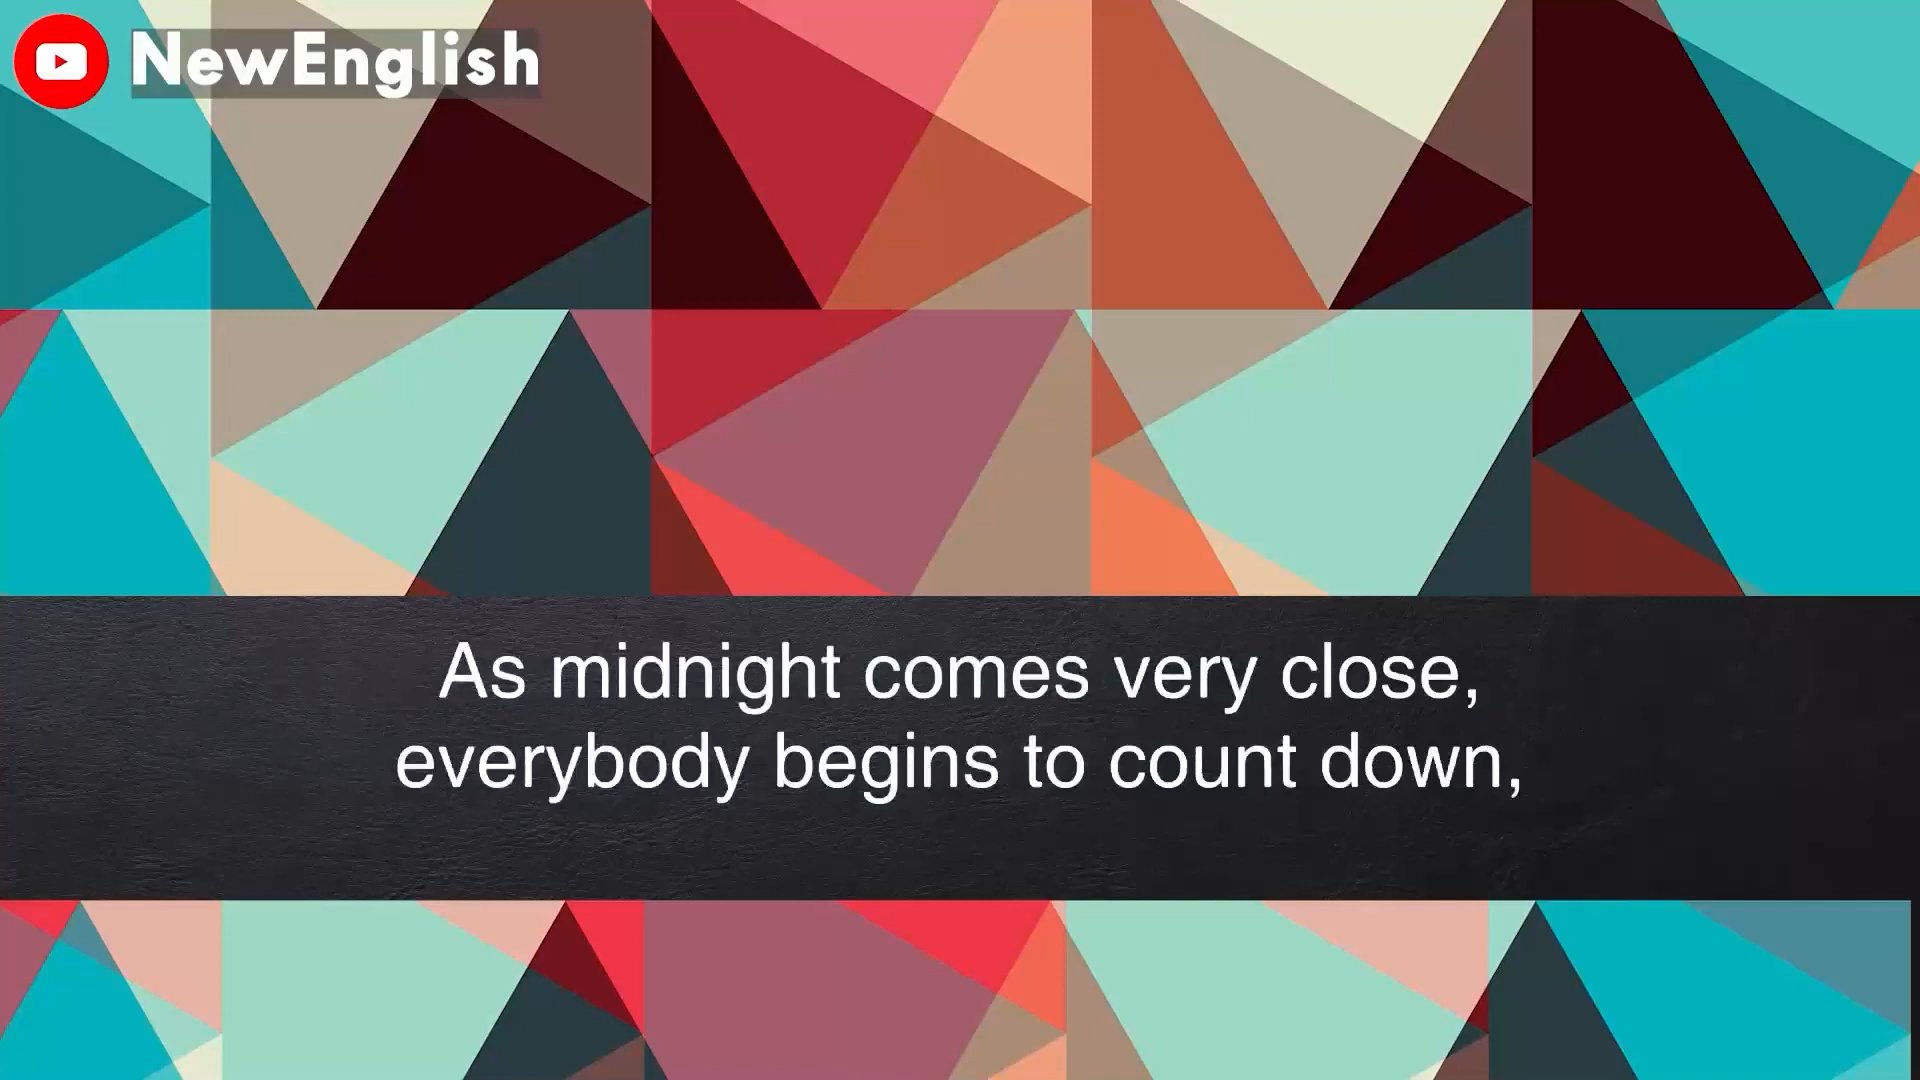 NewEnglish
As midnight comes very close,
everybody begins to count down,